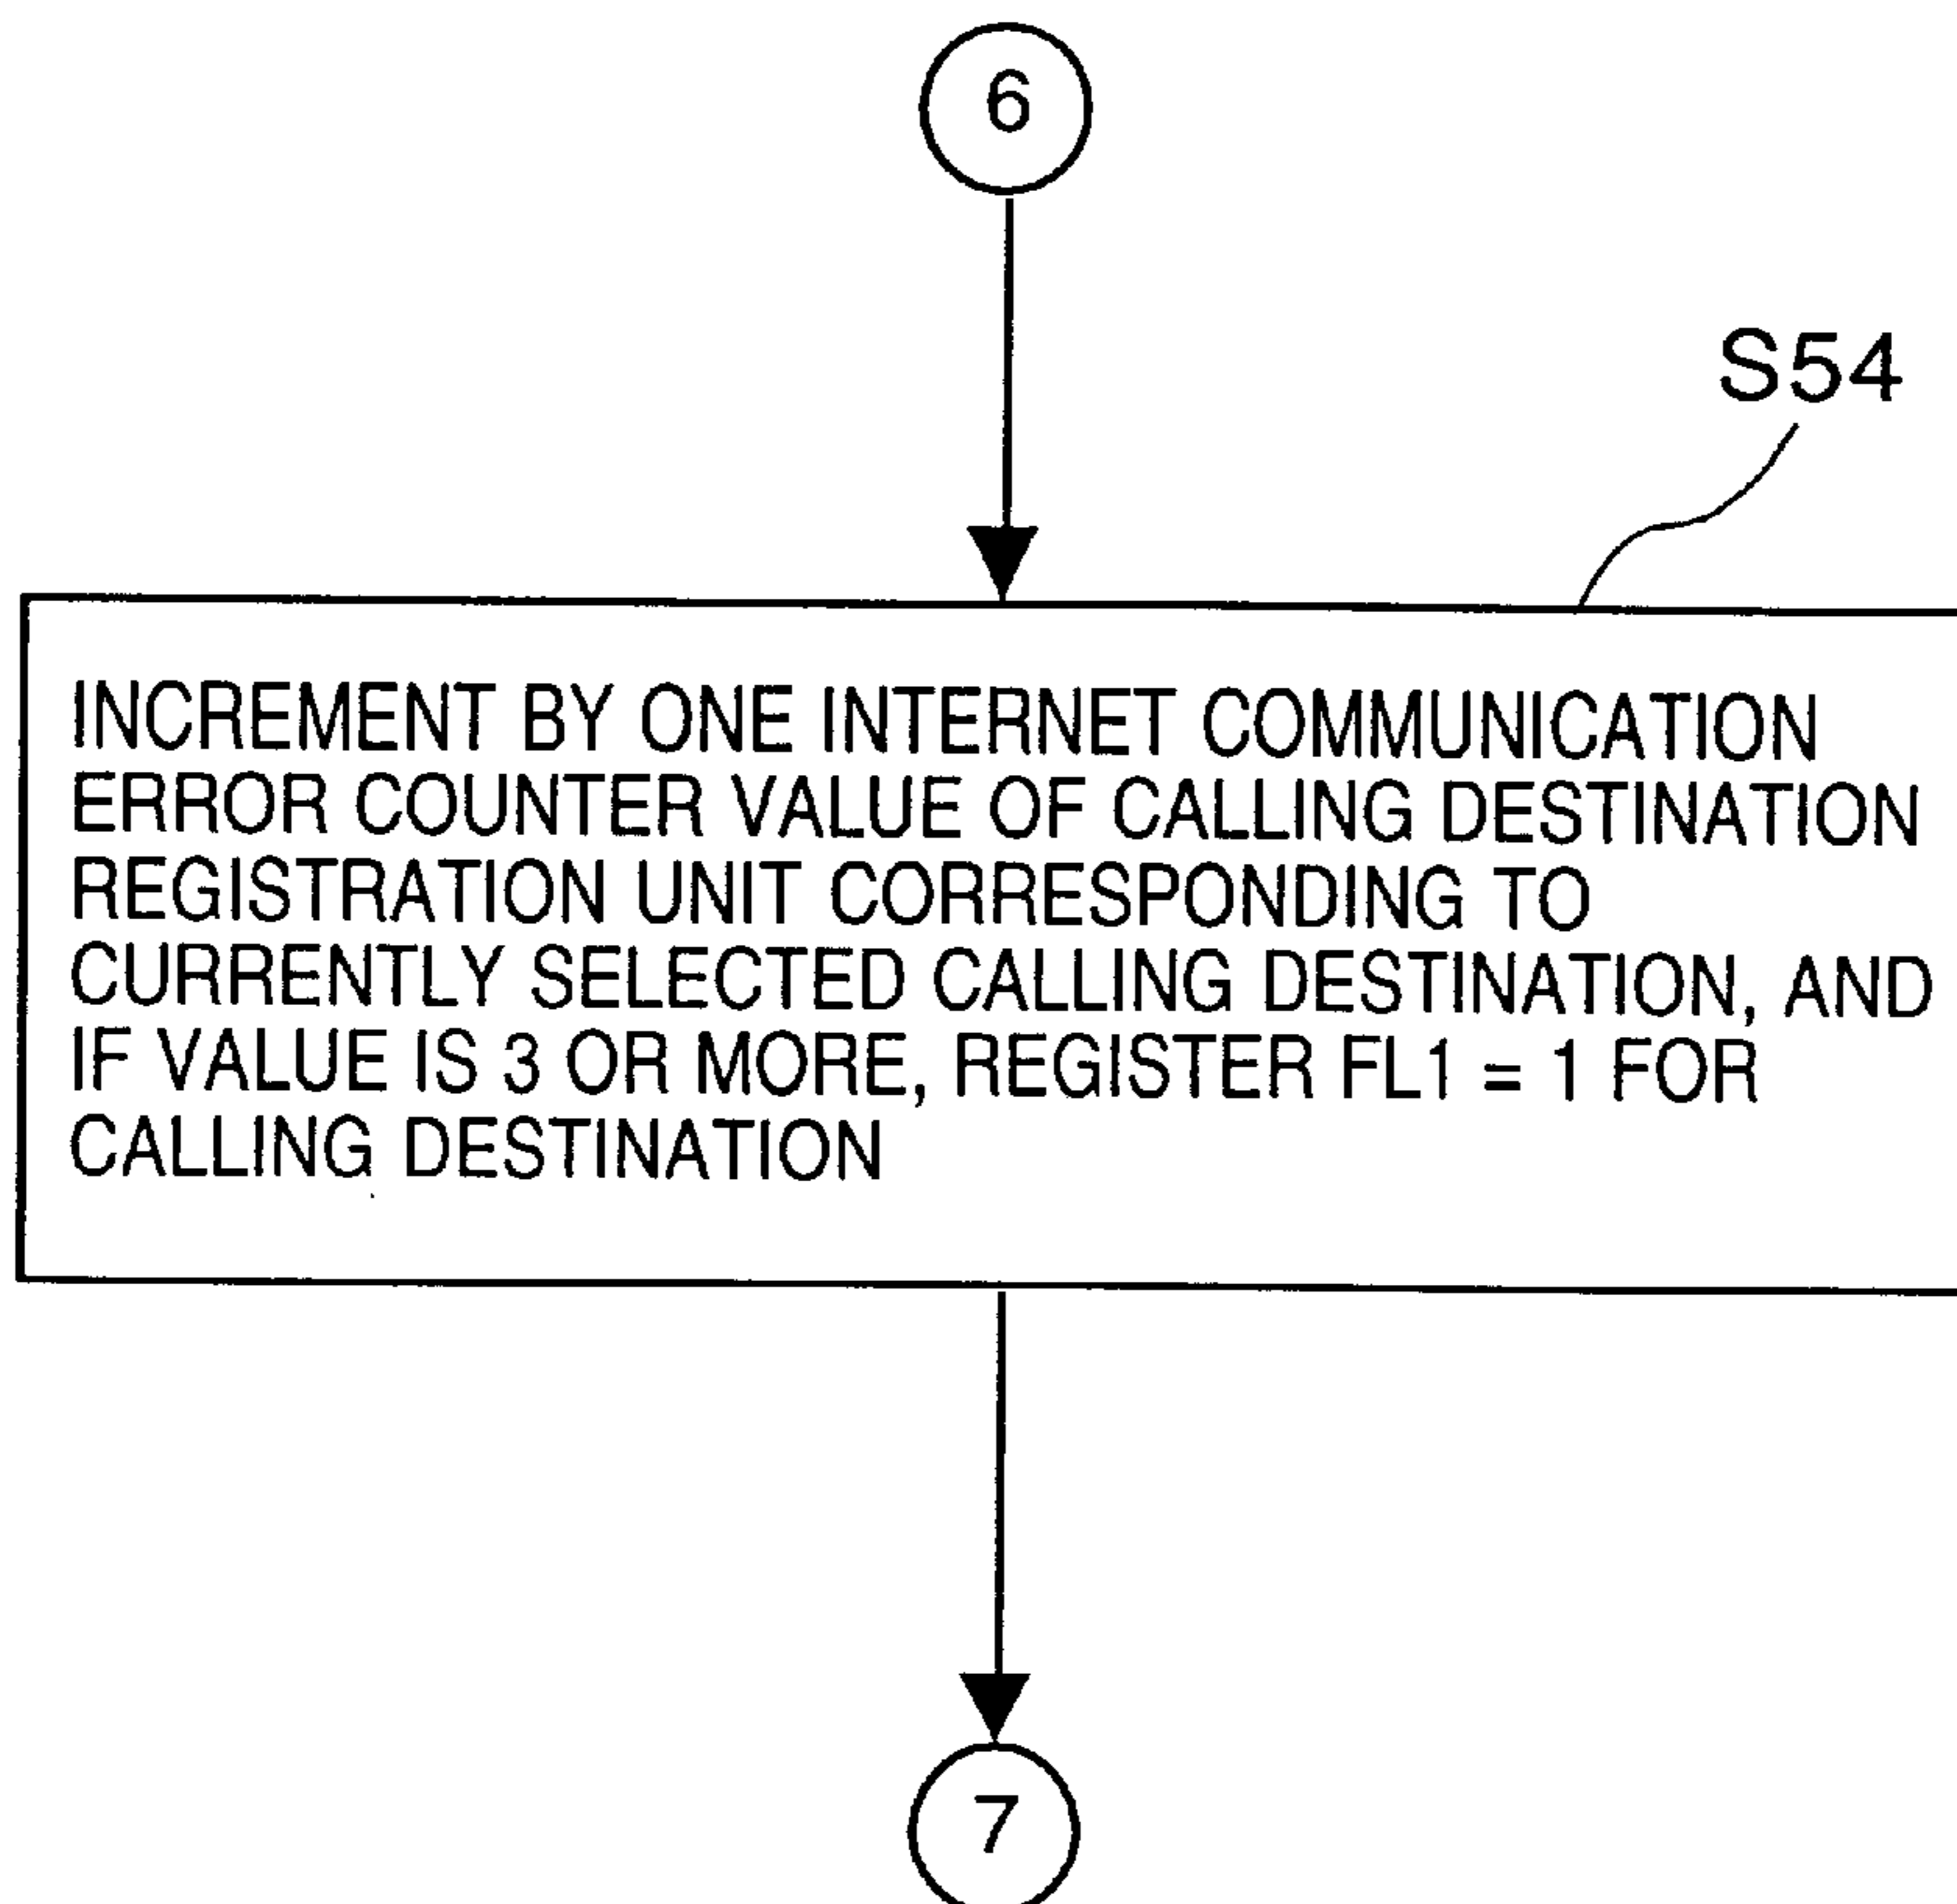 6
S54
INCREMENT BY ONE INTERNET COMMUNICATION
ERROR COUNTER VALUE OF CALLING DESTINATION
REGISTRATION UNIT CORRESPONDING TO
CURRENTLY SELECTED CALLING DESTINATION, AND
IF VALUE IS 3 OR MORE, REGISTER FL1 = 1 FOR
CALLING DESTINATION
7